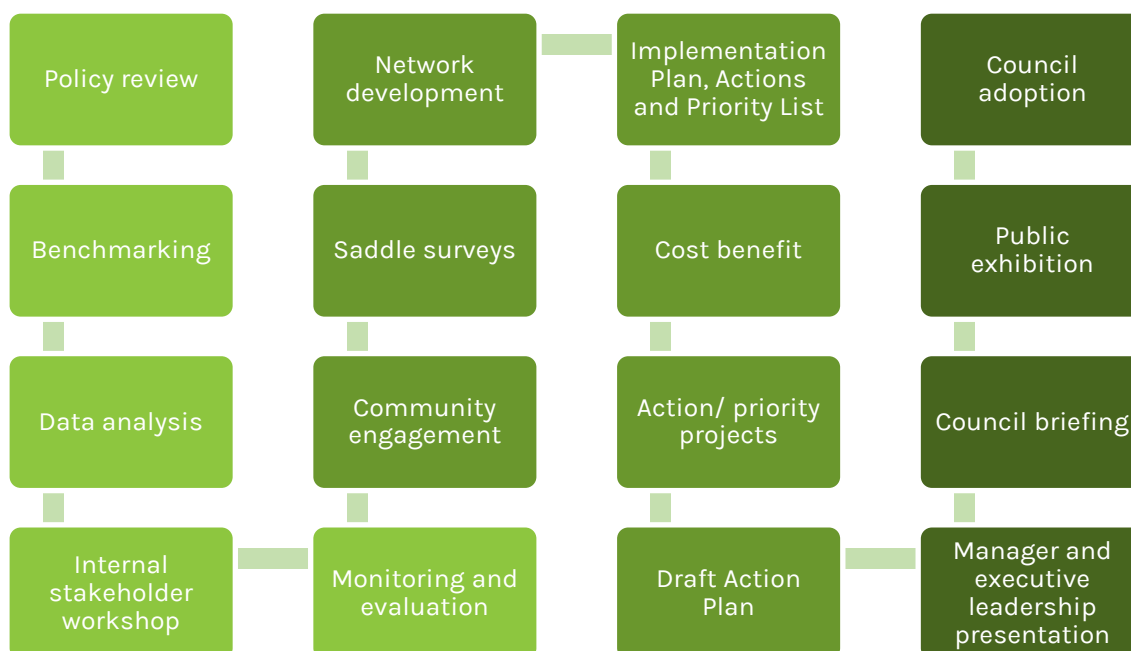 Policy review
Benchmarking
Data analysis
Internal
stakeholder
workshop
Monitoring and
evaluation
Community
engagement
Saddle surveys
Network
development
Implementation
Plan, Actions
and Priority List
Cost benefit
Action/ priority
projects
Draft Action
Plan
Manager and
executive
leadership
presentation
Council briefing
Public
exhibition
Council
adoption